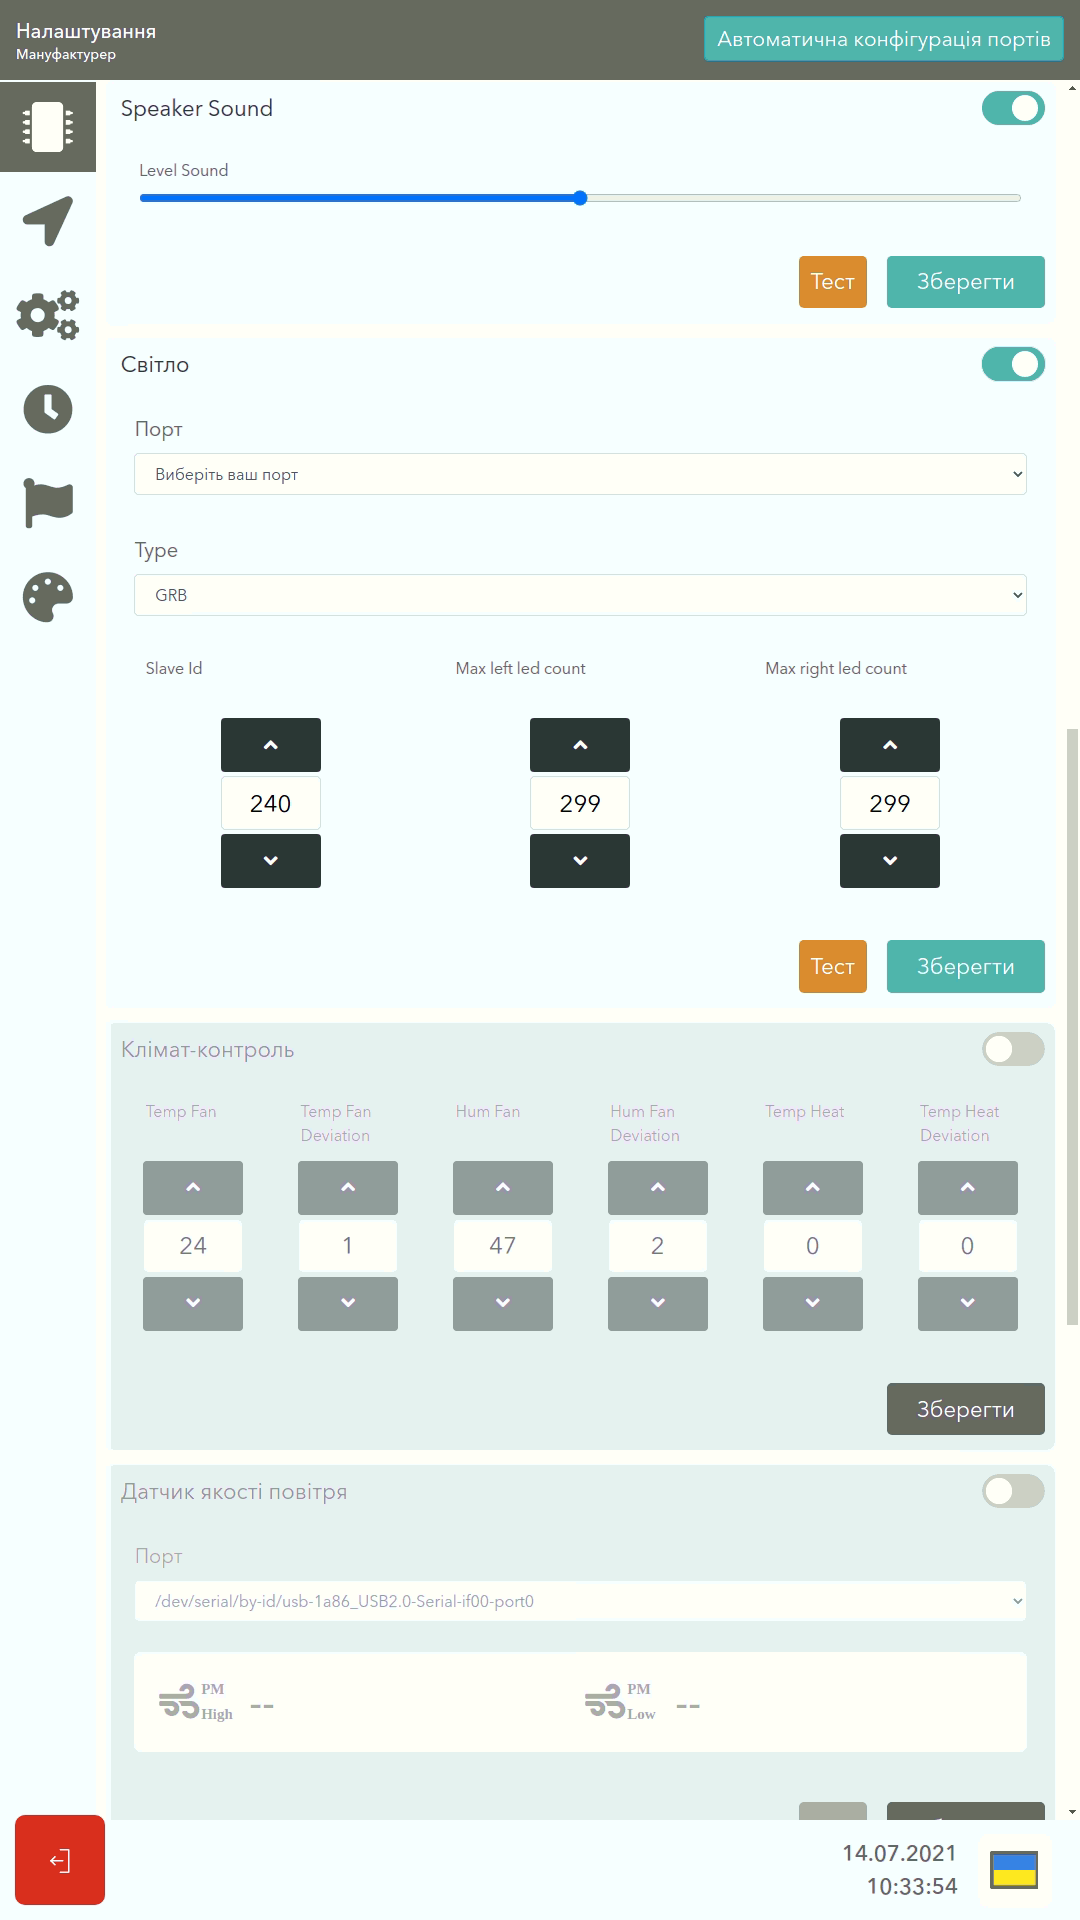 Налаштування
Мануфактурер
Автоматична конфігурація портів
Speaker Sound
Level Sound
Тест
Зберегти
Світло
Порт
Виберіть ваш порт
Type
GRB
Slave Id
Max left led count
Max right led count
240
299
299
Тест
Зберегти
Клімат-контроль
Temp Fan
Temp Fan Deviation
Hum Fan
Hum Fan Deviation
Temp Heat
Temp Heat Deviation
24
1
47
2
0
0
Зберегти
Датчик якості повітря
Порт
/dev/serial/by-id/usb-1a86_USB2.0-Serial-if00-port0
PM
High
--
PM
Low
--
14.07.2021
10:33:54